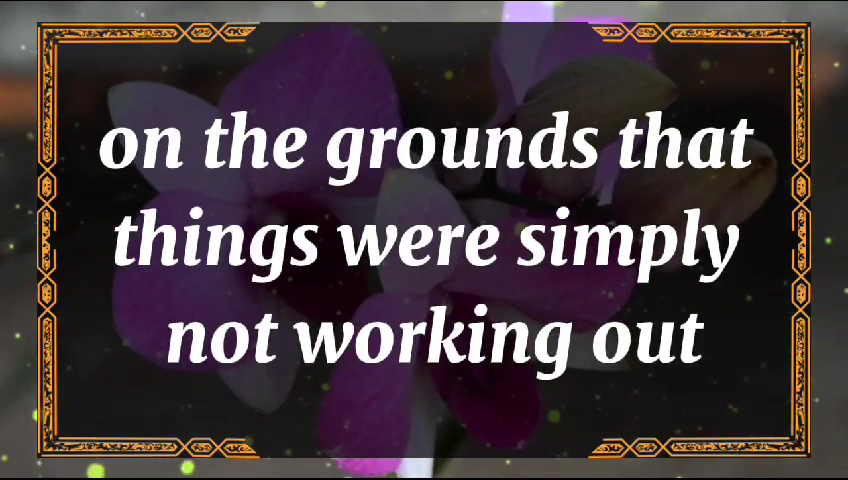 on the grounds that
things were simply
not working out